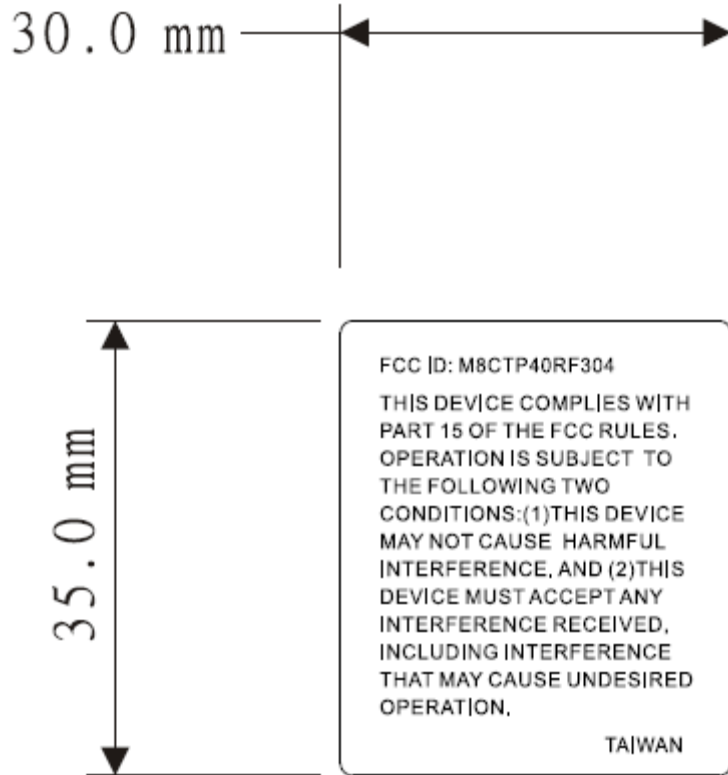 30.0 mm
35.0 mm
FCC ID: M8CTP40RF304
THIS DEVICE COMPLIES WITH
PART 15 OF THE FCC RULES.
OPERATION IS SUBJECT TO
THE FOLLOWING TWO
CONDITIONS:(1)THIS DEVICE
MAY NOT CAUSE HARMFUL
INTERFERENCE, AND (2)THIS
DEVICE MUST ACCEPT ANY
INTERFERENCE RECEIVED,
INCLUDING INTERFERENCE
THAT MAY CAUSE UNDESIRED
OPERATION.
TAIWAN